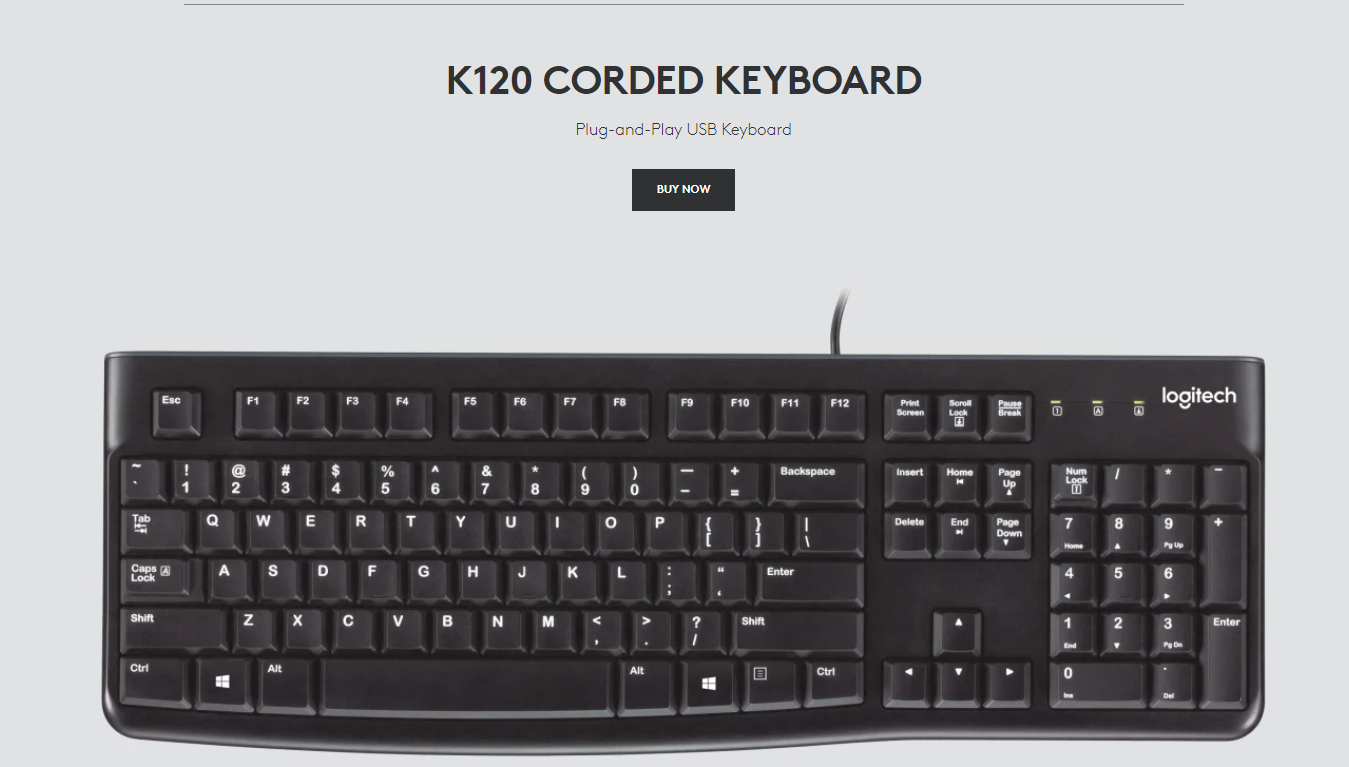 K120 CORDED KEYBOARD
Plug-and-Play USB Keyboard
BUY NOW
logitech
Esc F1 F2 F3 F4 F5 F6 F7 F8 F9 F10 F11 F12 Print Screen Scroll Lock Pause Break 1 A
~ ! @ # $ % ^ & * ( ) — + Backspace Insert Home Page Up Num Lock 1 / * −
` 1 2 3 4 5 6 7 8 9 0 – =
Tab Q W E R T Y U I O P { } | Delete End Page Down 7 8 9 +
[ ] \ Home Pg Up
Caps Lock A A S D F G H J K L : “ Enter 4 5 6
; ‘
Shift Z X C V B N M < > ? Shift 1 2 3 Enter
, . / End Pg Dn
Ctrl Alt Alt Ctrl 0 .
Ins Del